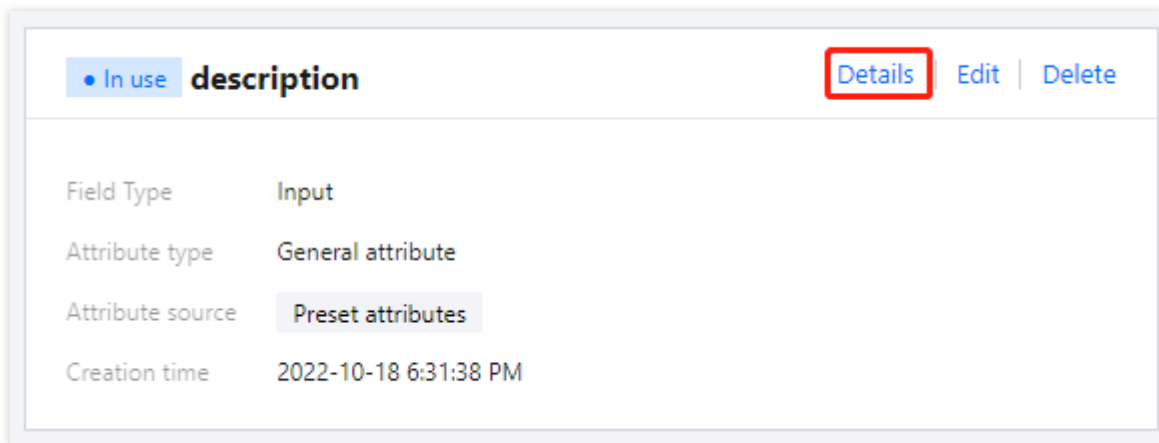 • In use description Details | Edit | Delete
Field Type Input
Attribute type General attribute
Attribute source Preset attributes
Creation time 2022-10-18 6:31:38 PM